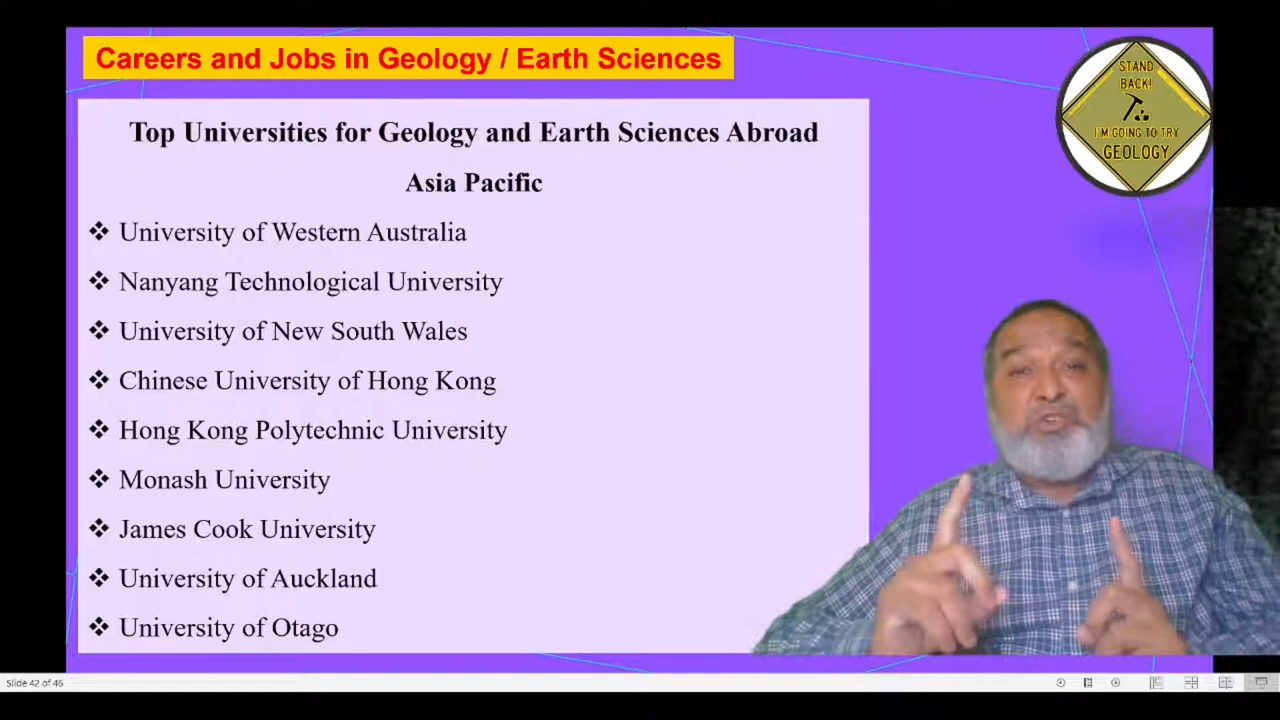 Careers and Jobs in Geology / Earth Sciences
STAND
BACK!
I'M GOING TO TRY
GEOLOGY
Top Universities for Geology and Earth Sciences Abroad
Asia Pacific
❖ University of Western Australia
❖ Nanyang Technological University
❖ University of New South Wales
❖ Chinese University of Hong Kong
❖ Hong Kong Polytechnic University
❖ Monash University
❖ James Cook University
❖ University of Auckland
❖ University of Otago
Slide 42 of 46